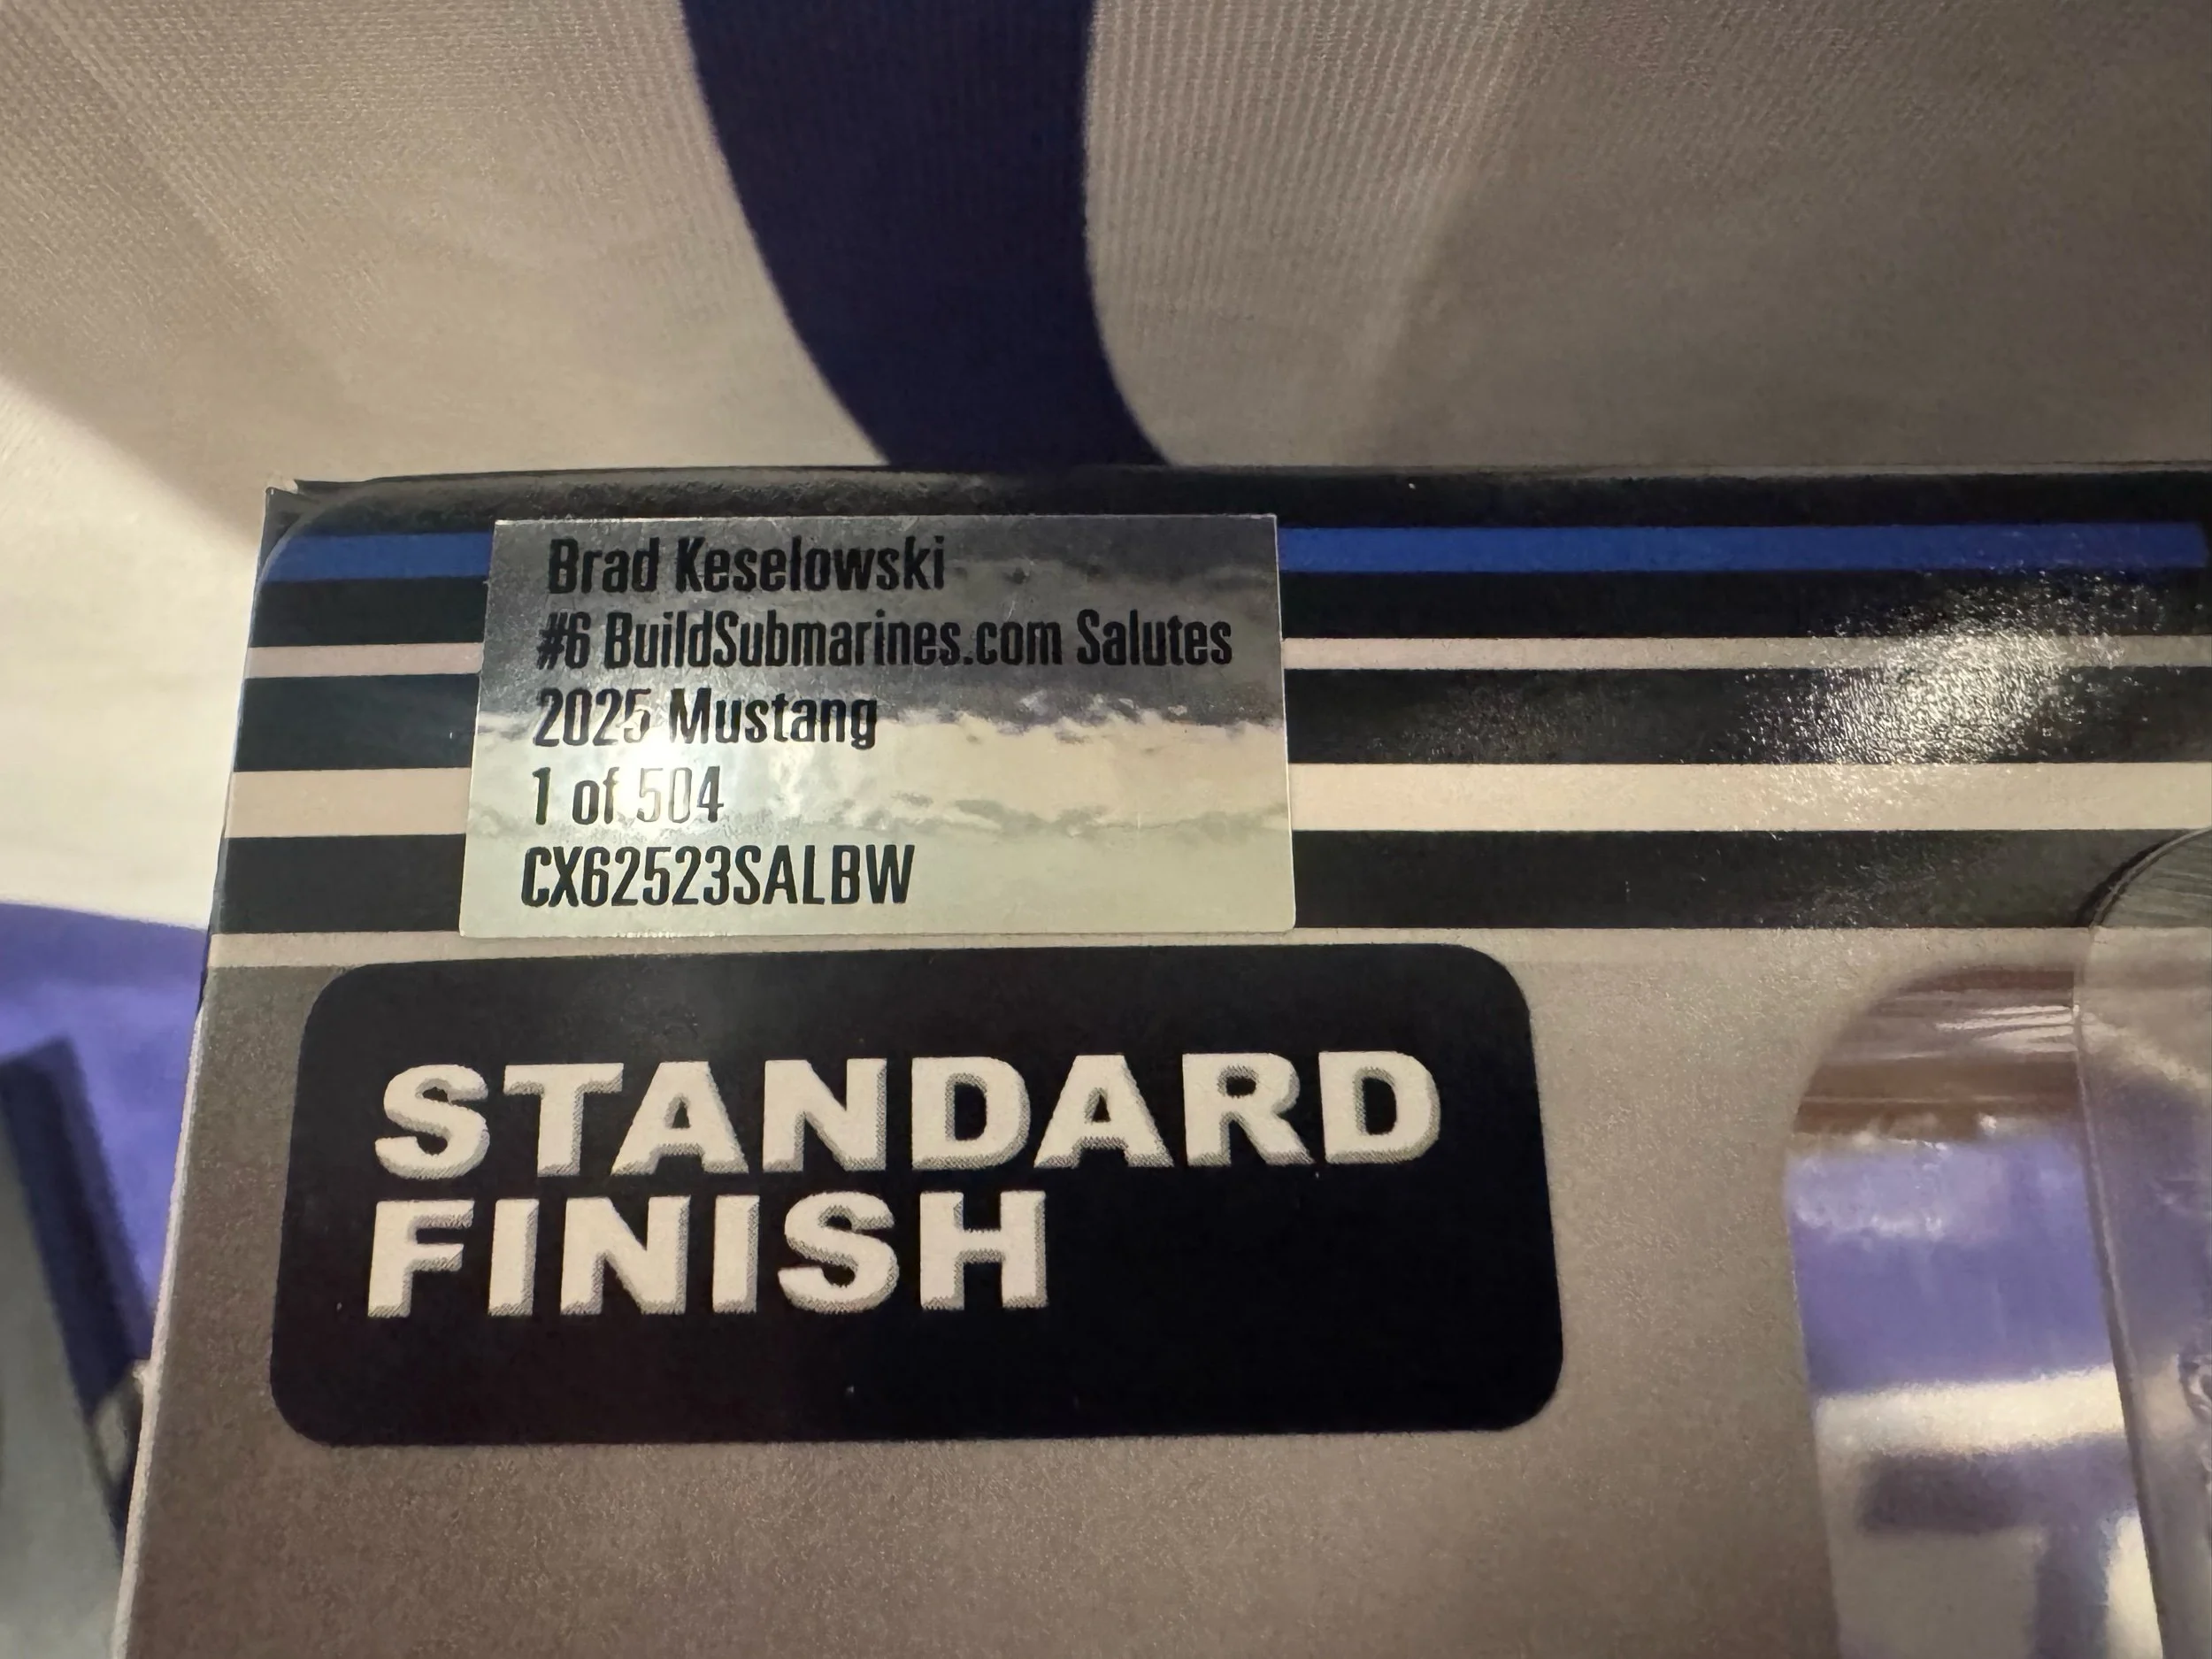 Brad Keselowski
#6 BuildSubmarines.com Salutes
2025 Mustang
1 of 504
CX62523SALBW
STANDARD
FINISH